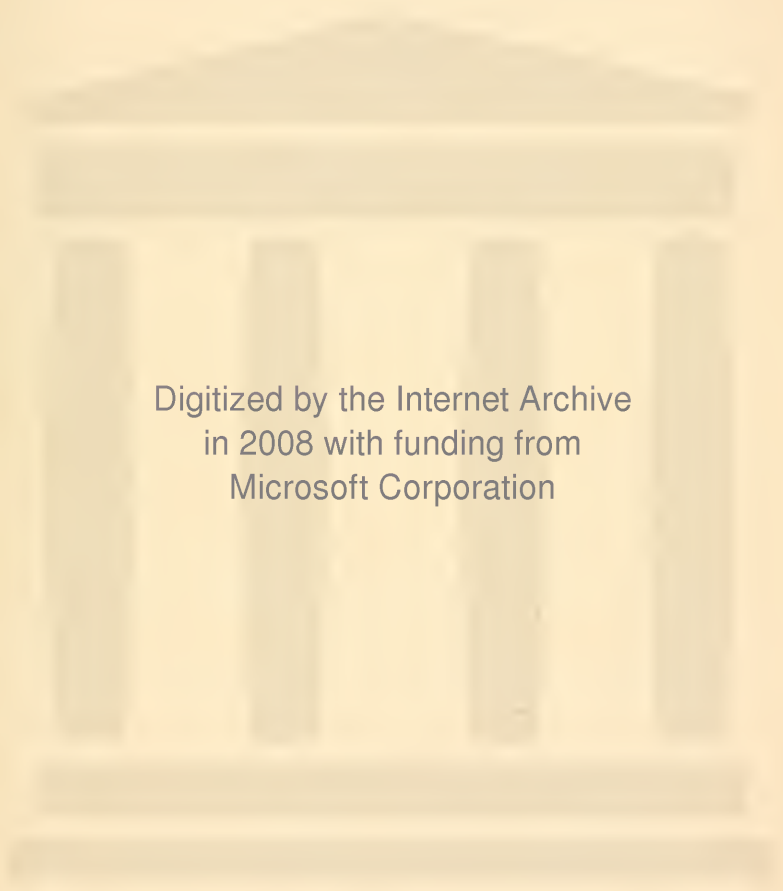 Digitized by the Internet Archive
in 2008 with funding from
Microsoft Corporation